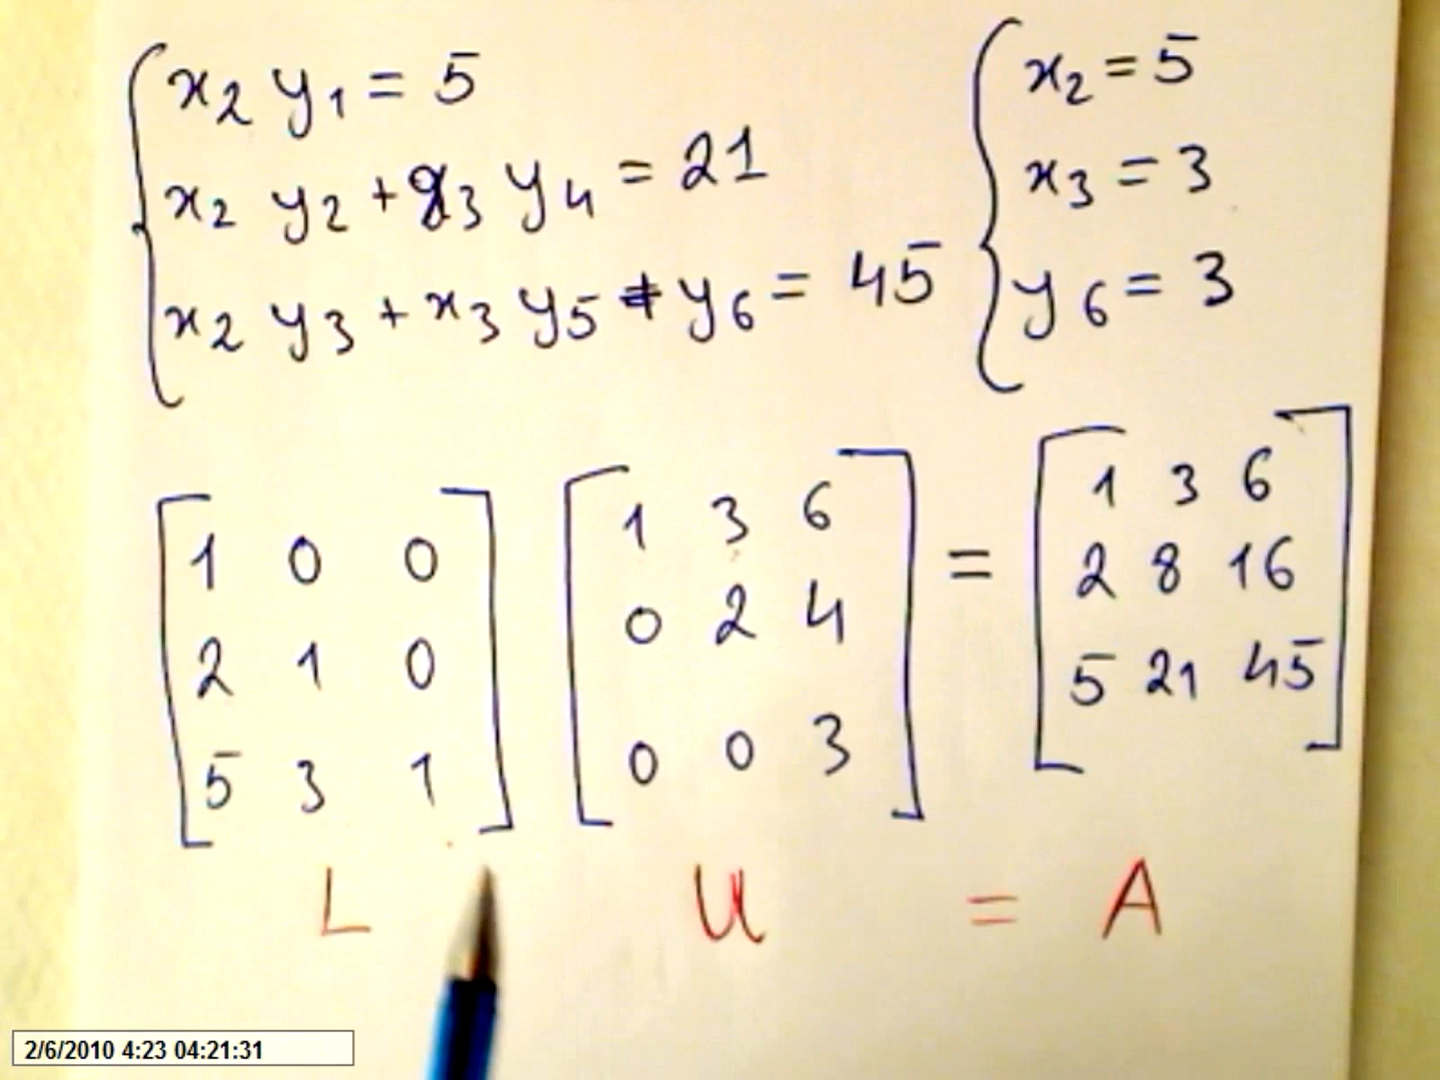 x₂ y₁ = 5
x₂ y₂ + x₃ y₄ = 21
x₂ y₃ + x₃ y₅ + y₆ = 45
x₂ = 5
x₃ = 3
y₆ = 3
1 0 0
2 1 0
5 3 1
1 3 6
0 2 4
0 0 3
=
1 3 6
2 8 16
5 21 45
L U = A
2/6/2010 4:23 04:21:31